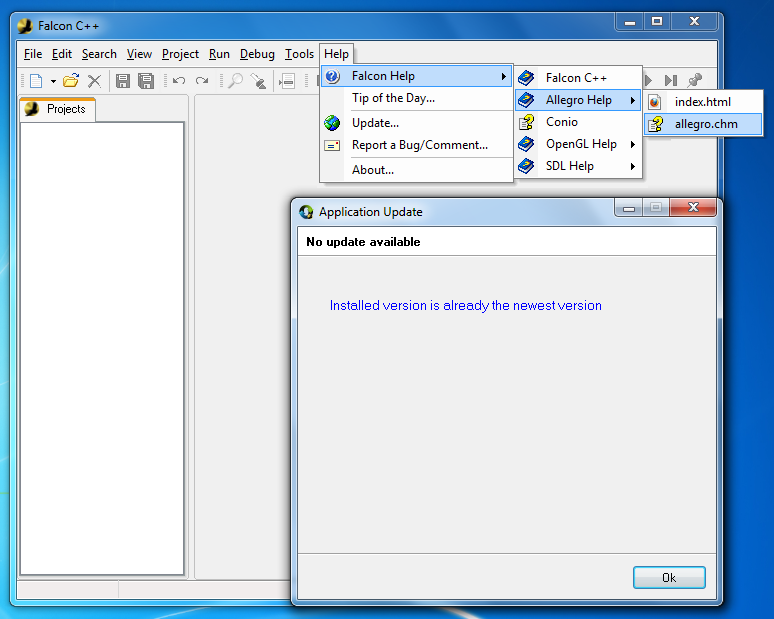 Falcon C++
File Edit Search View Project Run Debug Tools Help
Projects
Falcon Help
Tip of the Day...
Update...
Report a Bug/Comment...
About...
Falcon C++
Allegro Help
Conio
OpenGL Help
SDL Help
index.html
allegro.chm
Application Update
No update available
Installed version is already the newest version
Ok